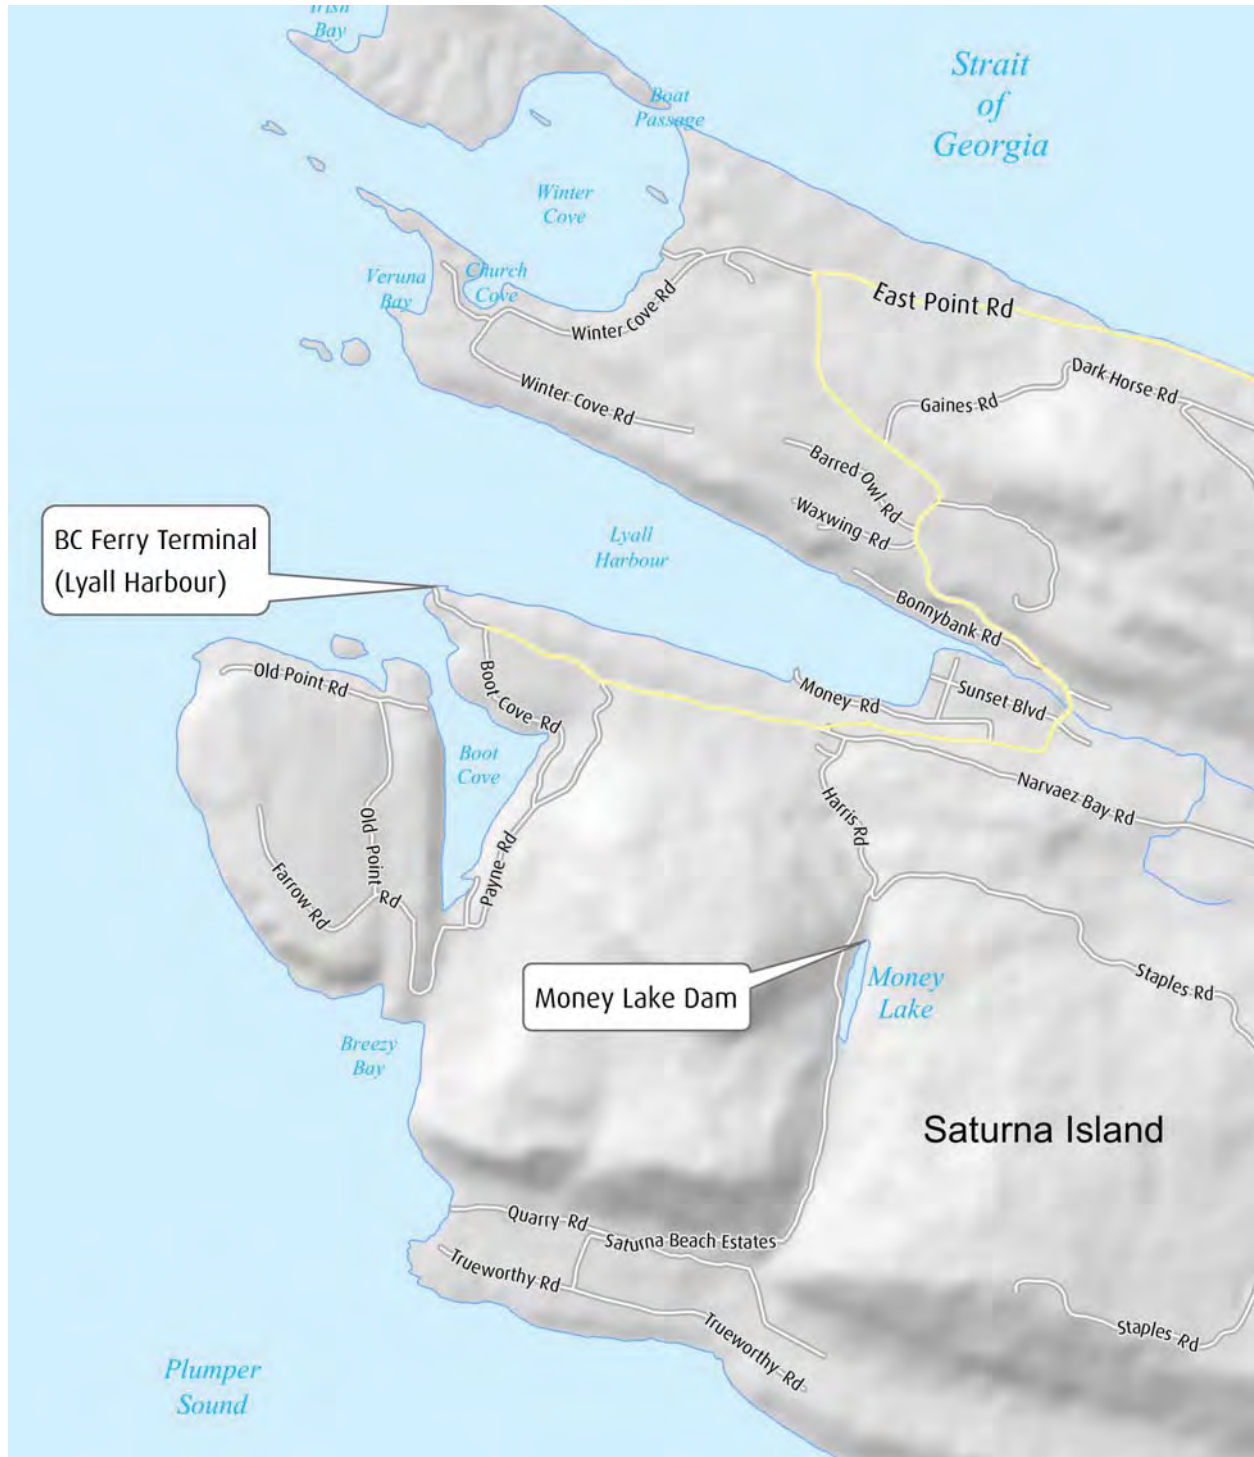 Irish
Bay
Strait
of
Georgia
Boat
Passage
Winter
Cove
Church
Cove
Veruna
Bay
Winter Cove Rd
East Point Rd
Winter Cove Rd
Dark Horse Rd
Gaines Rd
Barred Owl Rd
Waxwing Rd
BC Ferry Terminal
(Lyall Harbour)
Lyall
Harbour
Bonnybank Rd
Old Point Rd
Boot Cove Rd
Money Rd
Sunset Blvd
Boot
Cove
Narvaez Bay Rd
Harris Rd
Old Point Rd
Payne Rd
Farrow Rd
Money Lake Dam
Money
Lake
Staples Rd
Breezy
Bay
Saturna Island
Quarry Rd
Saturna Beach Estates
Trueworthy Rd
Trueworthy Rd
Staples Rd
Plumper
Sound